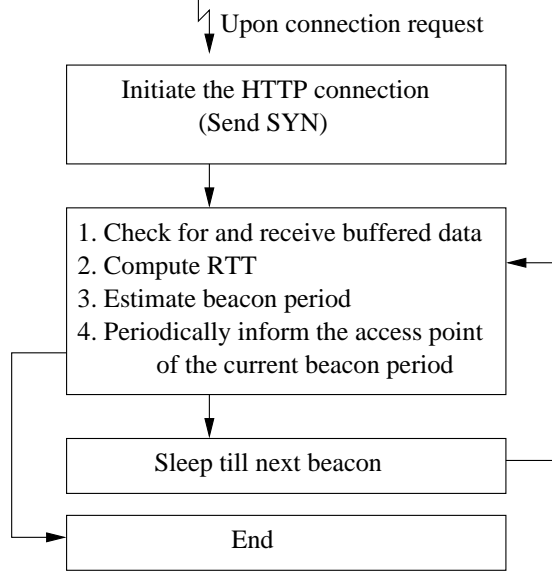 Upon connection request
Initiate the HTTP connection
(Send SYN)
1. Check for and receive buffered data
2. Compute RTT
3. Estimate beacon period
4. Periodically inform the access point
of the current beacon period
Sleep till next beacon
End